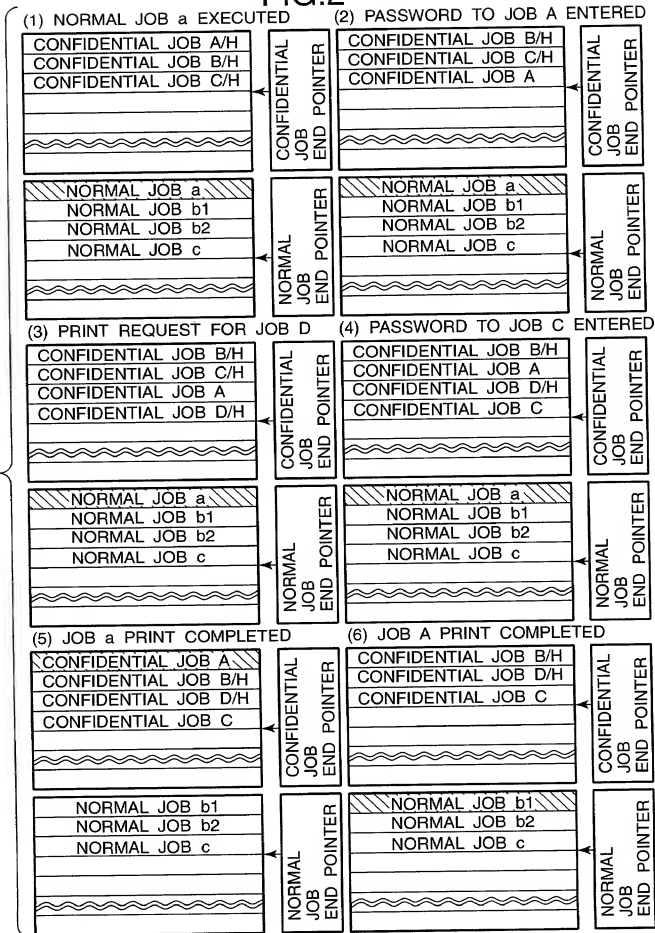 FIG.2
(1) NORMAL JOB a EXECUTED
CONFIDENTIAL JOB A/H
CONFIDENTIAL JOB B/H
CONFIDENTIAL JOB C/H
CONFIDENTIAL
JOB
END POINTER
NORMAL JOB a
NORMAL JOB b1
NORMAL JOB b2
NORMAL JOB c
NORMAL
JOB
END POINTER
(2) PASSWORD TO JOB A ENTERED
CONFIDENTIAL JOB B/H
CONFIDENTIAL JOB C/H
CONFIDENTIAL JOB A
CONFIDENTIAL
JOB
END POINTER
NORMAL JOB a
NORMAL JOB b1
NORMAL JOB b2
NORMAL JOB c
NORMAL
JOB
END POINTER
(3) PRINT REQUEST FOR JOB D
CONFIDENTIAL JOB B/H
CONFIDENTIAL JOB C/H
CONFIDENTIAL JOB A
CONFIDENTIAL JOB D/H
CONFIDENTIAL
JOB
END POINTER
NORMAL JOB a
NORMAL JOB b1
NORMAL JOB b2
NORMAL JOB c
NORMAL
JOB
END POINTER
(4) PASSWORD TO JOB C ENTERED
CONFIDENTIAL JOB B/H
CONFIDENTIAL JOB A
CONFIDENTIAL JOB D/H
CONFIDENTIAL JOB C
CONFIDENTIAL
JOB
END POINTER
NORMAL JOB a
NORMAL JOB b1
NORMAL JOB b2
NORMAL JOB c
NORMAL
JOB
END POINTER
(5) JOB a PRINT COMPLETED
CONFIDENTIAL JOB A
CONFIDENTIAL JOB B/H
CONFIDENTIAL JOB D/H
CONFIDENTIAL JOB C
CONFIDENTIAL
JOB
END POINTER
NORMAL JOB b1
NORMAL JOB b2
NORMAL JOB c
NORMAL
JOB
END POINTER
(6) JOB A PRINT COMPLETED
CONFIDENTIAL JOB B/H
CONFIDENTIAL JOB D/H
CONFIDENTIAL JOB C
CONFIDENTIAL
JOB
END POINTER
NORMAL JOB b1
NORMAL JOB b2
NORMAL JOB c
NORMAL
JOB
END POINTER